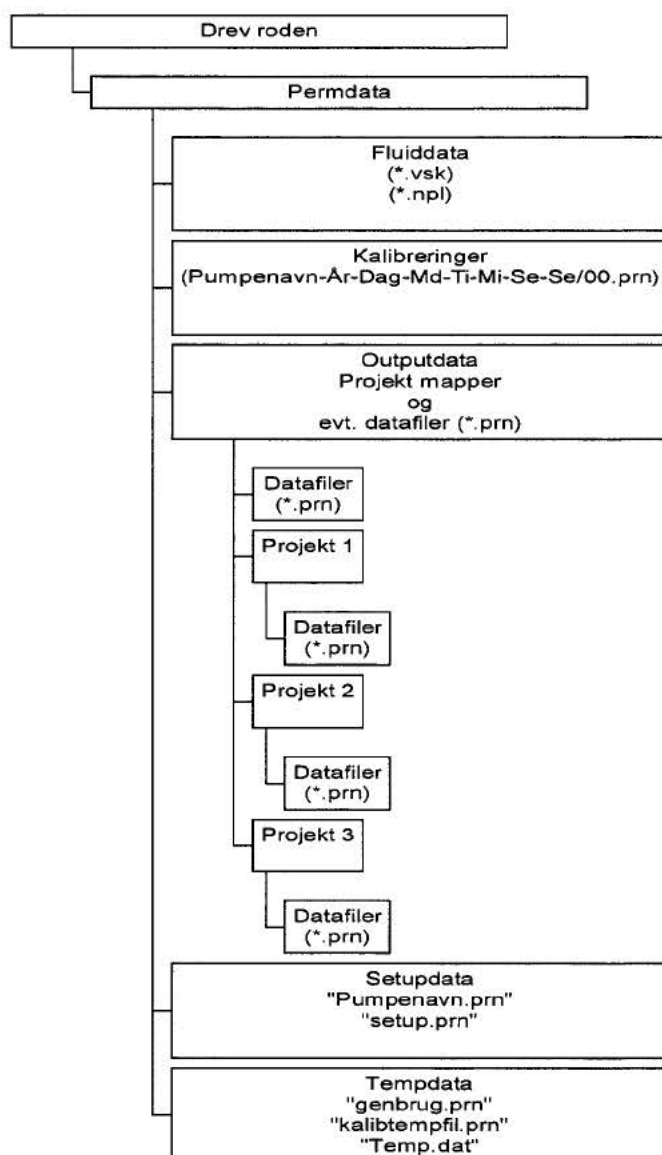 Drev roden
Permdata
Fluiddata
(*.vsk)
(*.npl)
Kalibreringer
(Pumpenavn-År-Dag-Md-Ti-Mi-Se-Se/00.prn)
Outputdata
Projekt mapper
og
evt. datafiler (*.prn)
Datafiler
(*.prn)
Projekt 1
Datafiler
(*.prn)
Projekt 2
Datafiler
(*.prn)
Projekt 3
Datafiler
(*.prn)
Setupdata
"Pumpenavn.prn"
"setup.prn"
Tempdata
"genbrug.prn"
"kalibtempfil.prn"
"Temp.dat"